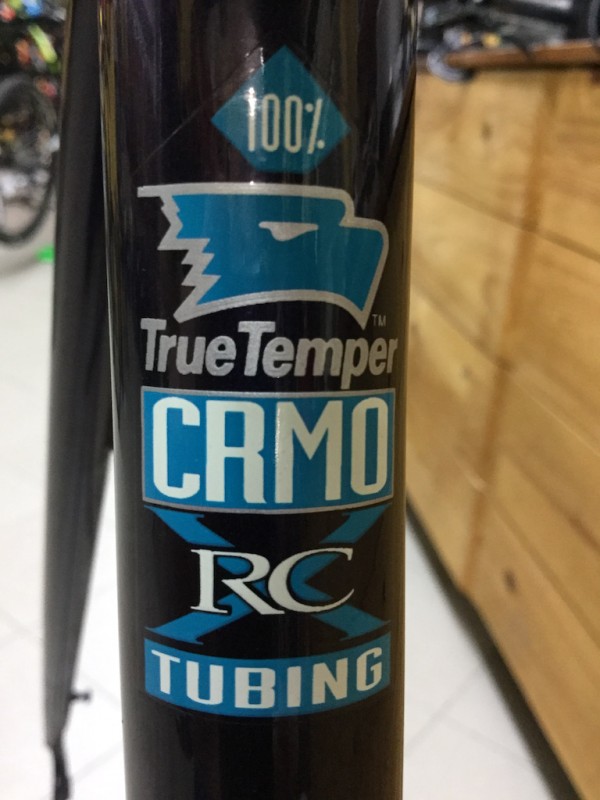 100%
TrueTemper™
CRMO
RC
TUBING